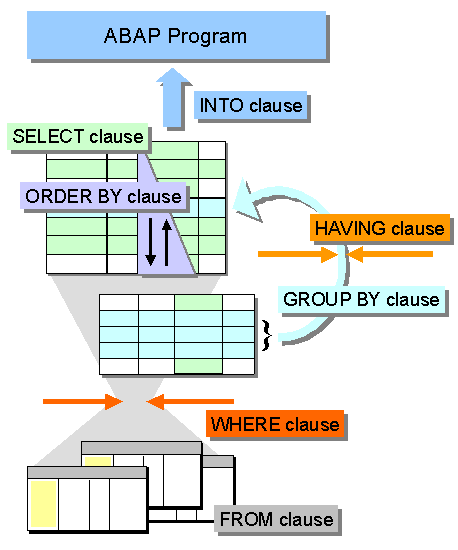 ABAP Program
INTO clause
SELECT clause
ORDER BY clause
HAVING clause
GROUP BY clause
WHERE clause
FROM clause